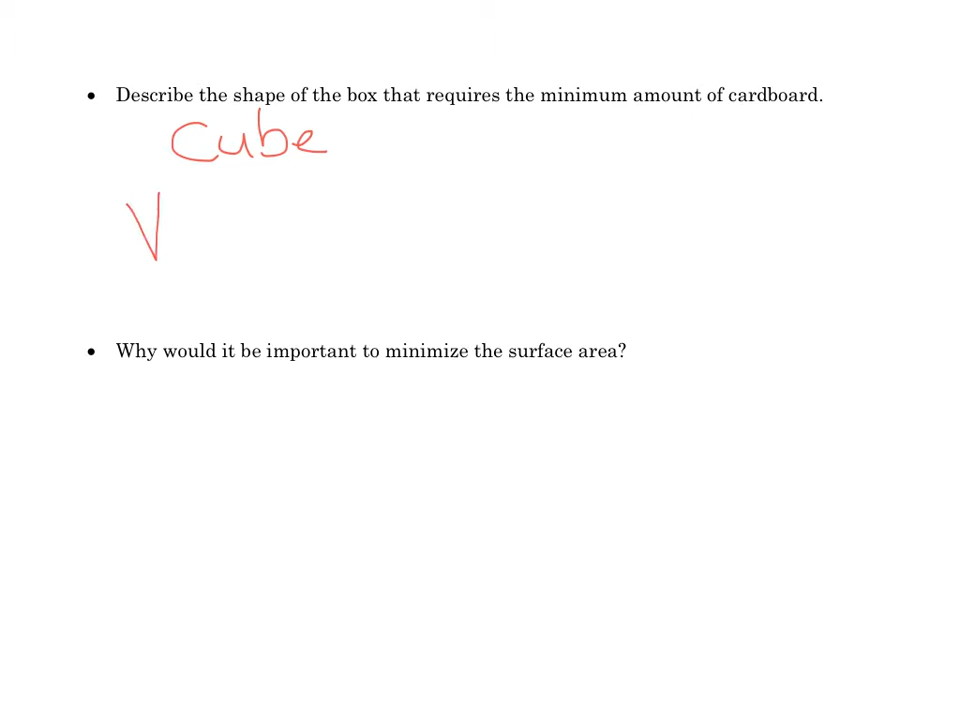 • Describe the shape of the box that requires the minimum amount of cardboard.
Cube
V
• Why would it be important to minimize the surface area?